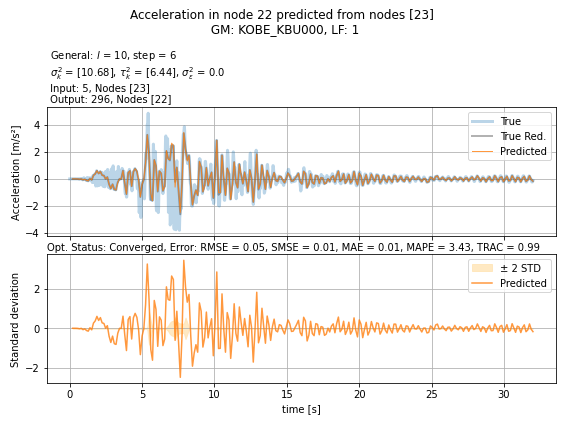 Acceleration in node 22 predicted from nodes [23]
GM: KOBE_KBU000, LF: 1
General: l = 10, step = 6
σ²ₖ = [10.68], τ²ₖ = [6.44], σ²ε = 0.0
Input: 5, Nodes [23]
Output: 296, Nodes [22]
True
True Red.
Predicted
Acceleration [m/s²]
4
2
0
−2
−4
Opt. Status: Converged, Error: RMSE = 0.05, SMSE = 0.01, MAE = 0.01, MAPE = 3.43, TRAC = 0.99
± 2 STD
Predicted
Standard deviation
2
0
−2
0 5 10 15 20 25 30
time [s]